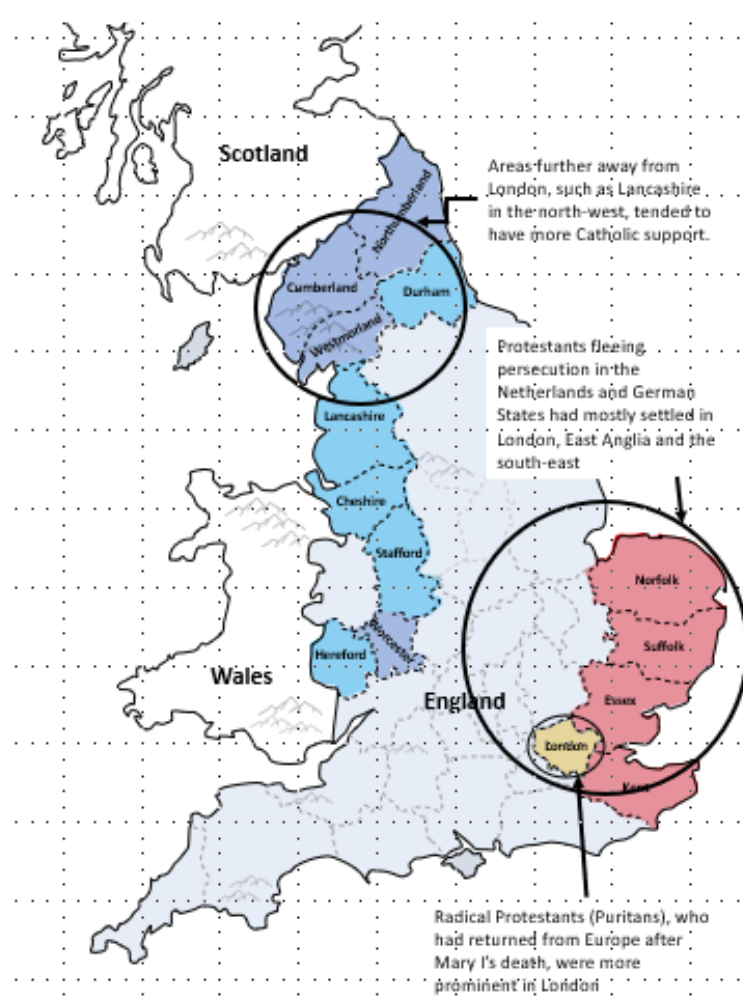 Scotland
Areas further away from
London, such as Lancashire
in the north-west, tended to
have more Catholic support.
Northumberland
Cumberland
Durham
Westmorland
Protestants fleeing
persecution in the
Netherlands and German
States had mostly settled in
London, East Anglia and the
south-east
Lancashire
Cheshire
Stafford
Norfolk
Suffolk
Worcester
Hereford
Wales
England
Essex
London
Kent
Radical Protestants (Puritans), who
had returned from Europe after
Mary I's death, were more
prominent in London